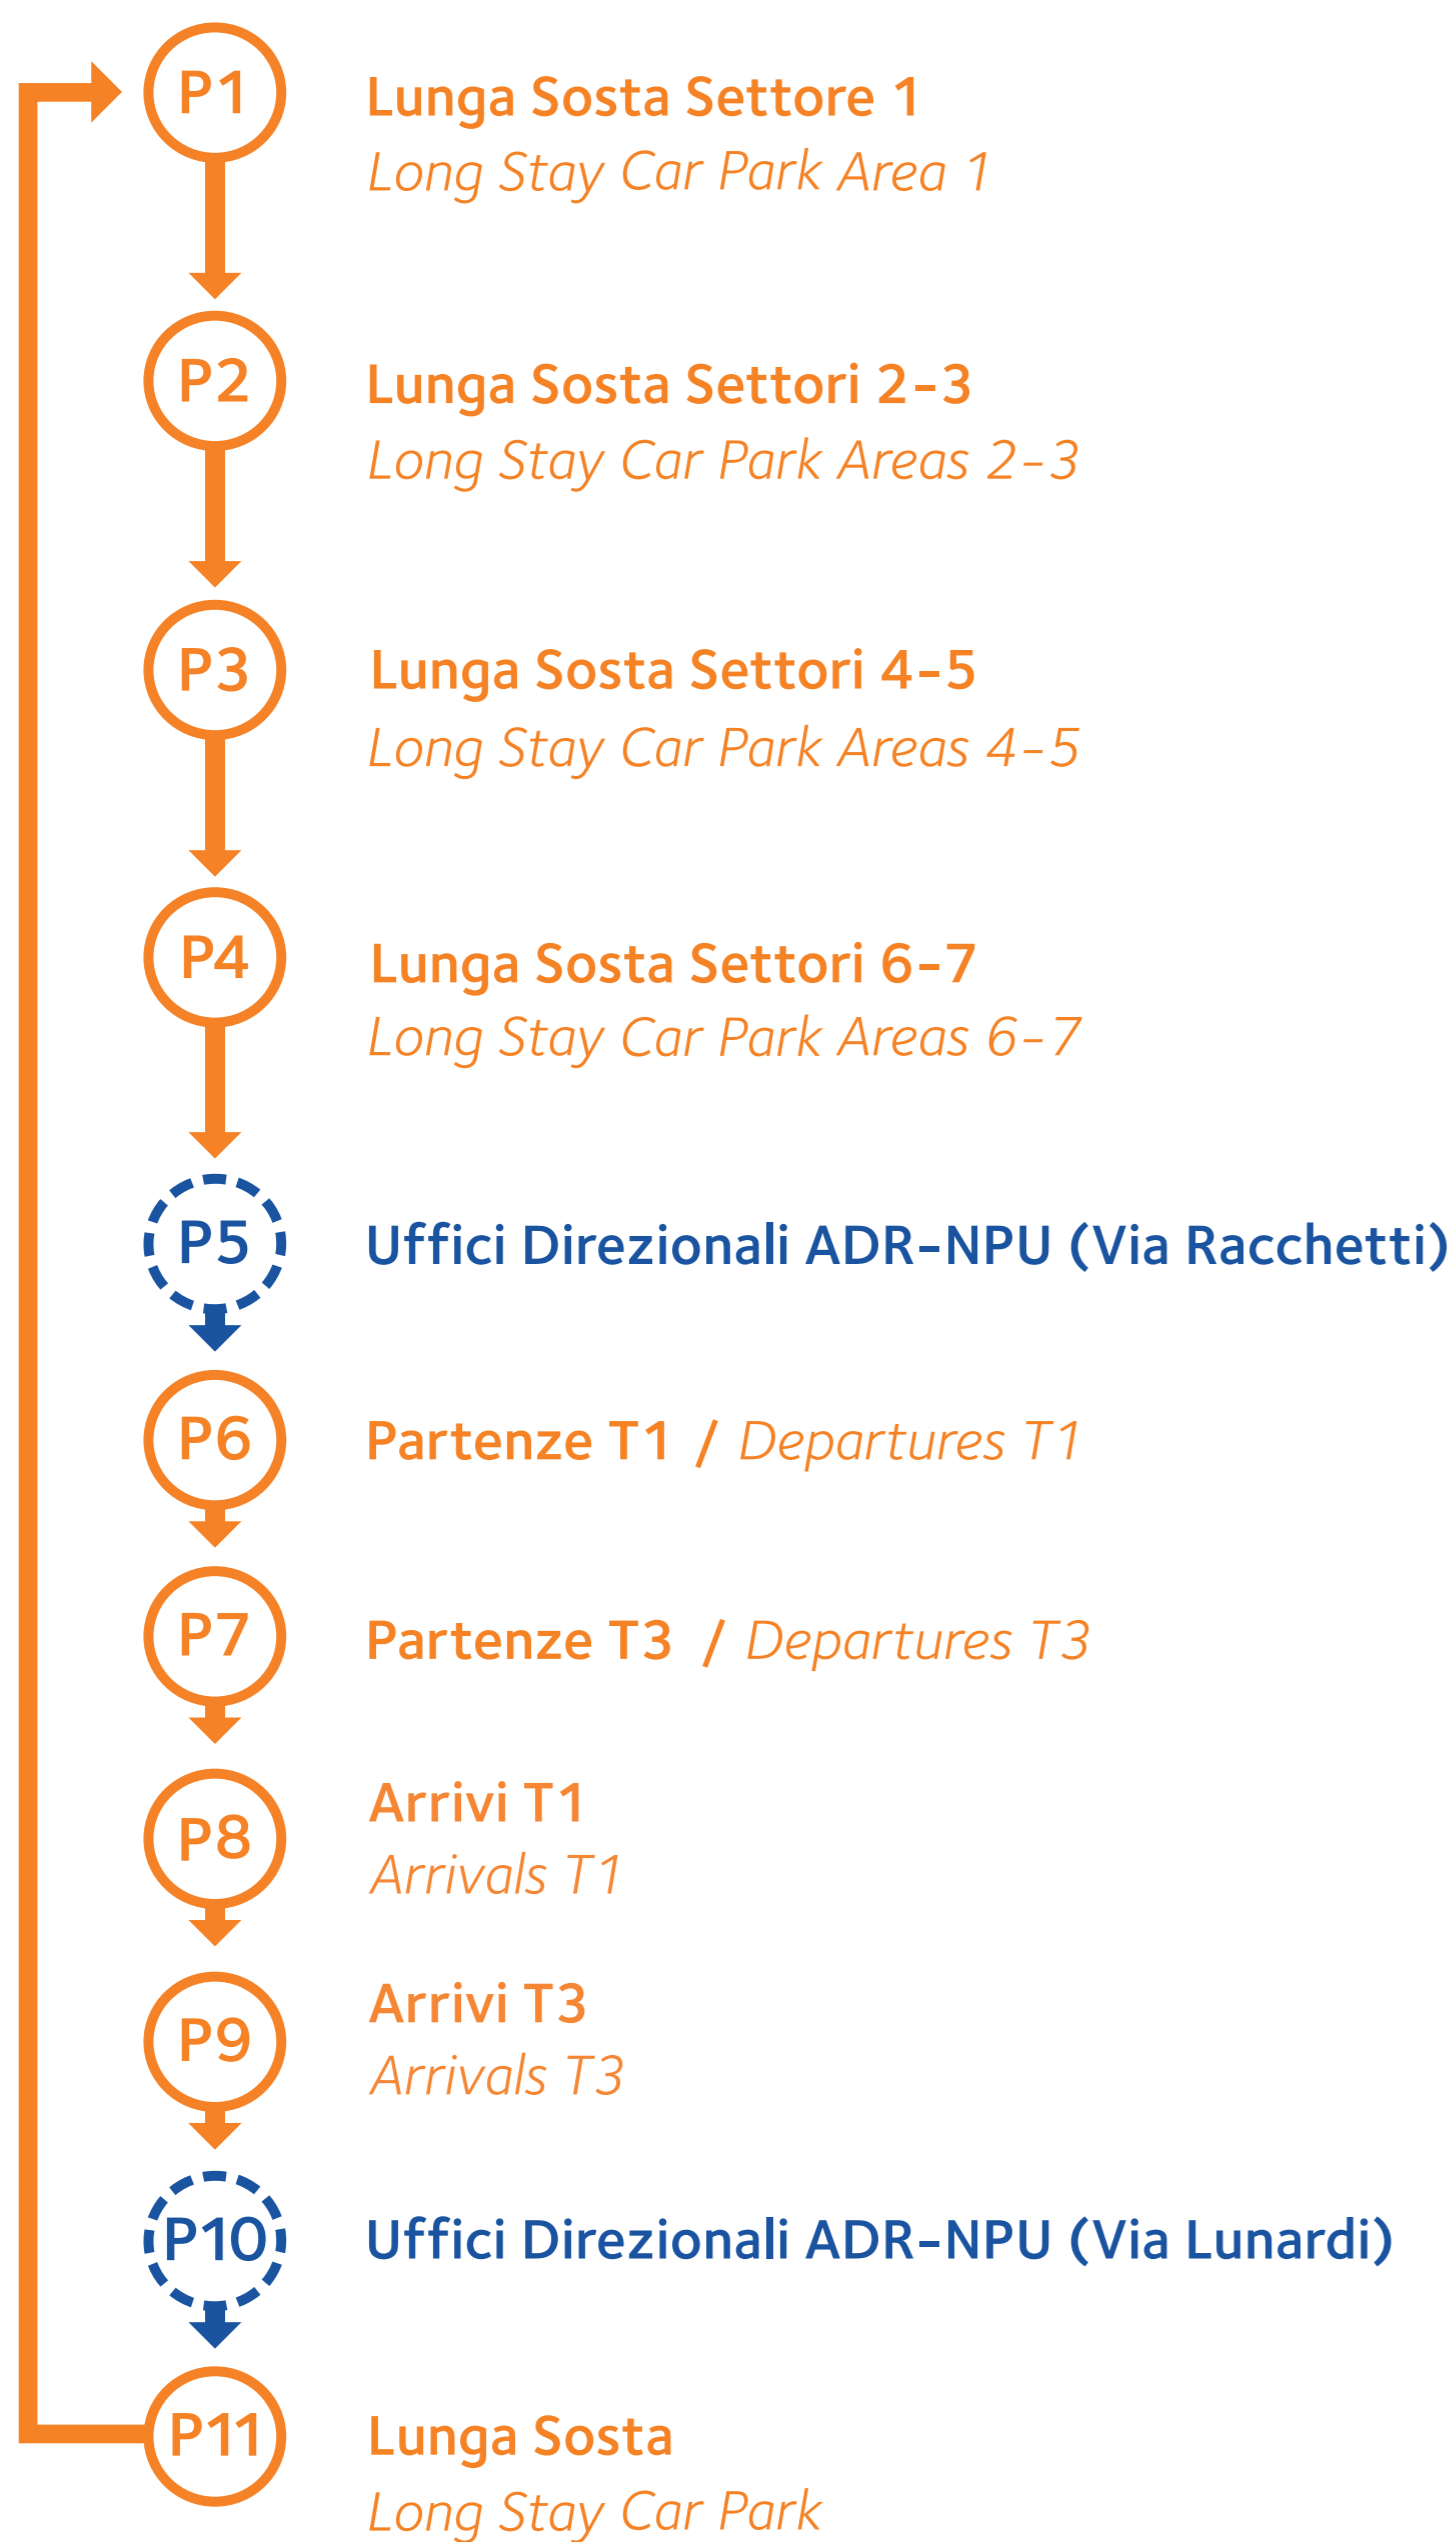 P1
Lunga Sosta Settore 1
Long Stay Car Park Area 1
P2
Lunga Sosta Settori 2-3
Long Stay Car Park Areas 2-3
P3
Lunga Sosta Settori 4-5
Long Stay Car Park Areas 4-5
P4
Lunga Sosta Settori 6-7
Long Stay Car Park Areas 6-7
P5
Uffici Direzionali ADR-NPU (Via Racchetti)
P6
Partenze T1 / Departures T1
P7
Partenze T3 / Departures T3
P8
Arrivi T1
Arrivals T1
P9
Arrivi T3
Arrivals T3
P10
Uffici Direzionali ADR-NPU (Via Lunardi)
P11
Lunga Sosta
Long Stay Car Park